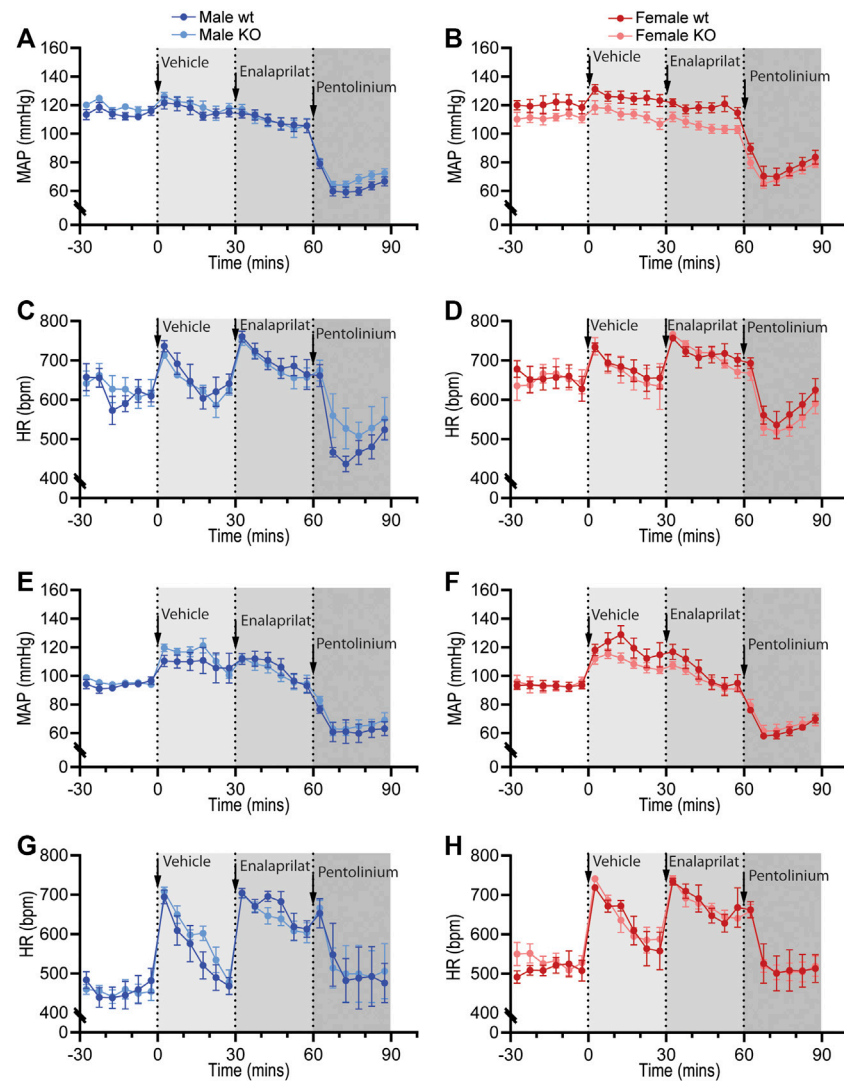 Male wt
Male KO
Female wt
Female KO
A
160
140
120
100
80
60
0
MAP (mmHg)
Vehicle
Enalaprilat
Pentolinium
-30
0
30
60
90
Time (mins)
B
160
140
120
100
80
60
0
MAP (mmHg)
Vehicle
Enalaprilat
Pentolinium
-30
0
30
60
90
Time (mins)
C
800
700
600
500
400
0
HR (bpm)
Vehicle
Enalaprilat
Pentolinium
-30
0
30
60
90
Time (mins)
D
800
700
600
500
400
0
HR (bpm)
Vehicle
Enalaprilat
Pentolinium
-30
0
30
60
90
Time (mins)
E
160
140
120
100
80
60
0
MAP (mmHg)
Vehicle
Enalaprilat
Pentolinium
-30
0
30
60
90
Time (mins)
F
160
140
120
100
80
60
0
MAP (mmHg)
Vehicle
Enalaprilat
Pentolinium
-30
0
30
60
90
Time (mins)
G
800
700
600
500
400
0
HR (bpm)
Vehicle
Enalaprilat
Pentolinium
-30
0
30
60
90
Time (mins)
H
800
700
600
500
400
0
HR (bpm)
Vehicle
Enalaprilat
Pentolinium
-30
0
30
60
90
Time (mins)